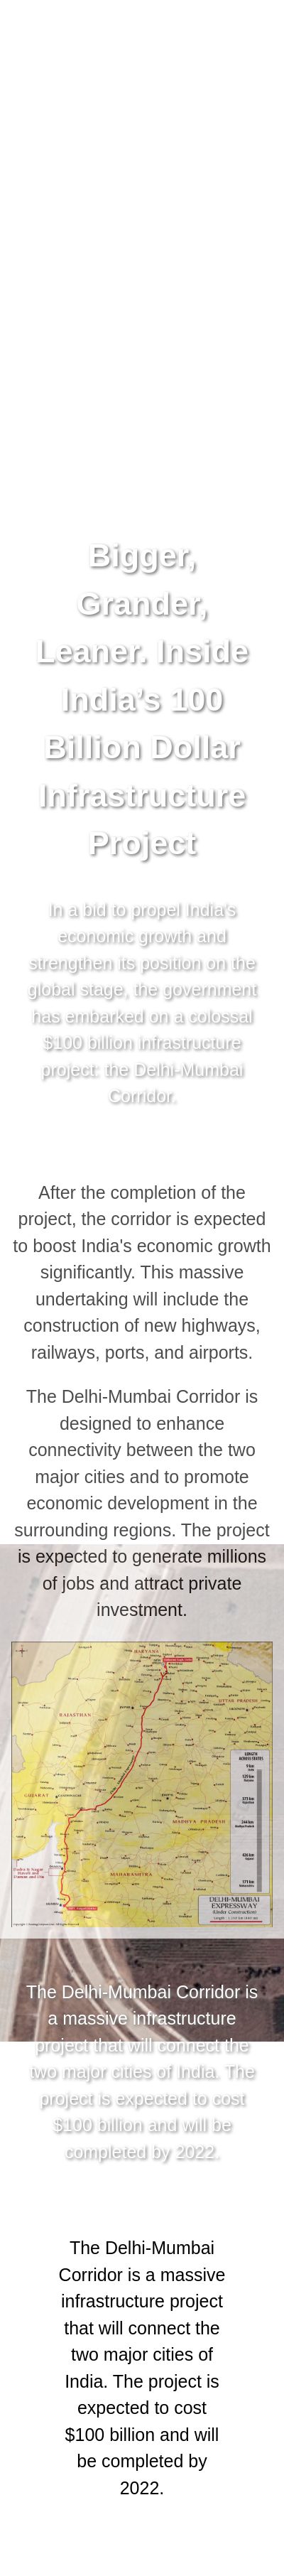 Bigger,
Grander,
Leaner. Inside
India's 100
Billion Dollar
Infrastructure
Project
In a bid to propel India's
economic growth and
strengthen its position on the
global stage, the government
has embarked on a colossal
$100 billion infrastructure
project: the Delhi-Mumbai
Corridor.
After the completion of the
project, the corridor is expected
to boost India's economic growth
significantly. This massive
undertaking will include the
construction of new highways,
railways, ports, and airports.
The Delhi-Mumbai Corridor is
designed to enhance
connectivity between the two
major cities and to promote
economic development in the
surrounding regions. The project
is expected to generate millions
of jobs and attract private
investment.
HARYANA
UTTAR PRADESH
RAJASTHAN
GUJARAT
MADHYA PRADESH
MAHARASHTRA
DELHI-MUMBAI
EXPRESSWAY
(Under Construction)
The Delhi-Mumbai Corridor is
a massive infrastructure
project that will connect the
two major cities of India. The
project is expected to cost
$100 billion and will be
completed by 2022.
The Delhi-Mumbai
Corridor is a massive
infrastructure project
that will connect the
two major cities of
India. The project is
expected to cost
$100 billion and will
be completed by
2022.